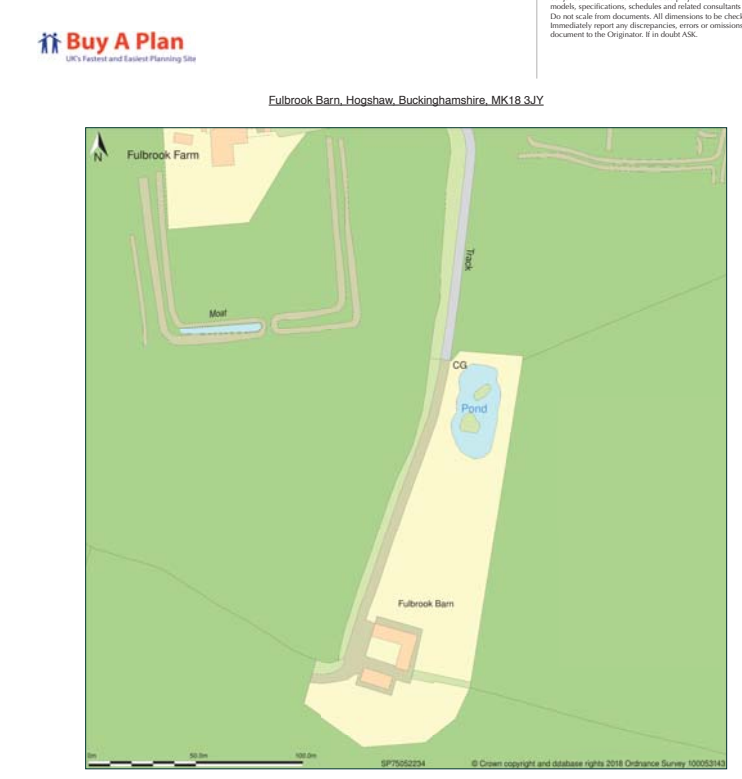 models, specifications, schedules and related consultants
Do not scale from documents. All dimensions to be check
Immediately report any discrepancies, errors or omissions
document to the Originator. If in doubt ASK.
Buy A Plan
UK's Fastest and Easiest Planning Site
Fulbrook Barn, Hogshaw, Buckinghamshire, MK18 3JY
N
Fulbrook Farm
Track
Moat
CG
Pond
Fulbrook Barn
0m 50.0m 100.0m
SP75052234
© Crown copyright and database rights 2018 Ordnance Survey 100053143